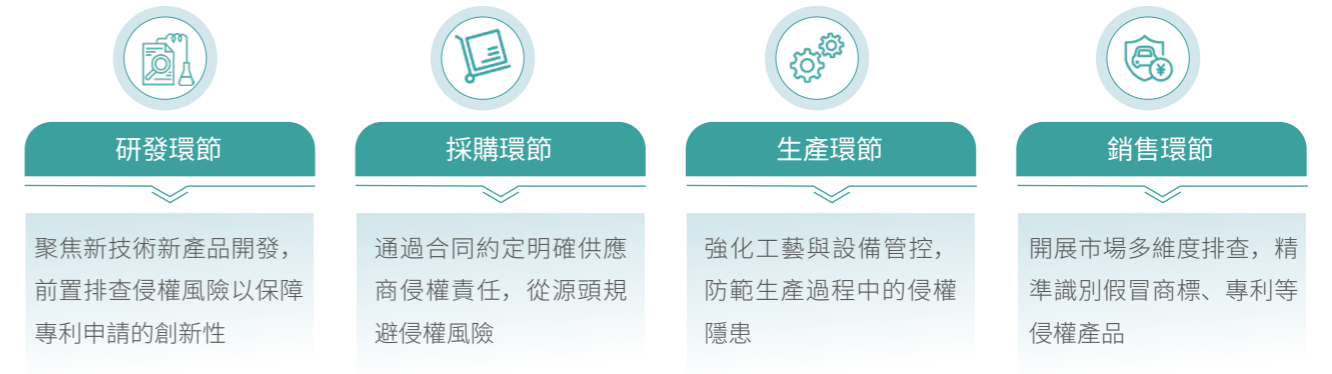 研發環節
聚焦新技術新產品開發，
前置排查侵權風險以保障
專利申請的創新性
採購環節
通過合同約定明確供應
商侵權責任，從源頭規
避侵權風險
生產環節
強化工藝與設備管控，
防範生產過程中的侵權
隱患
銷售環節
開展市場多維度排查，精
準識別假冒商標、專利等
侵權產品